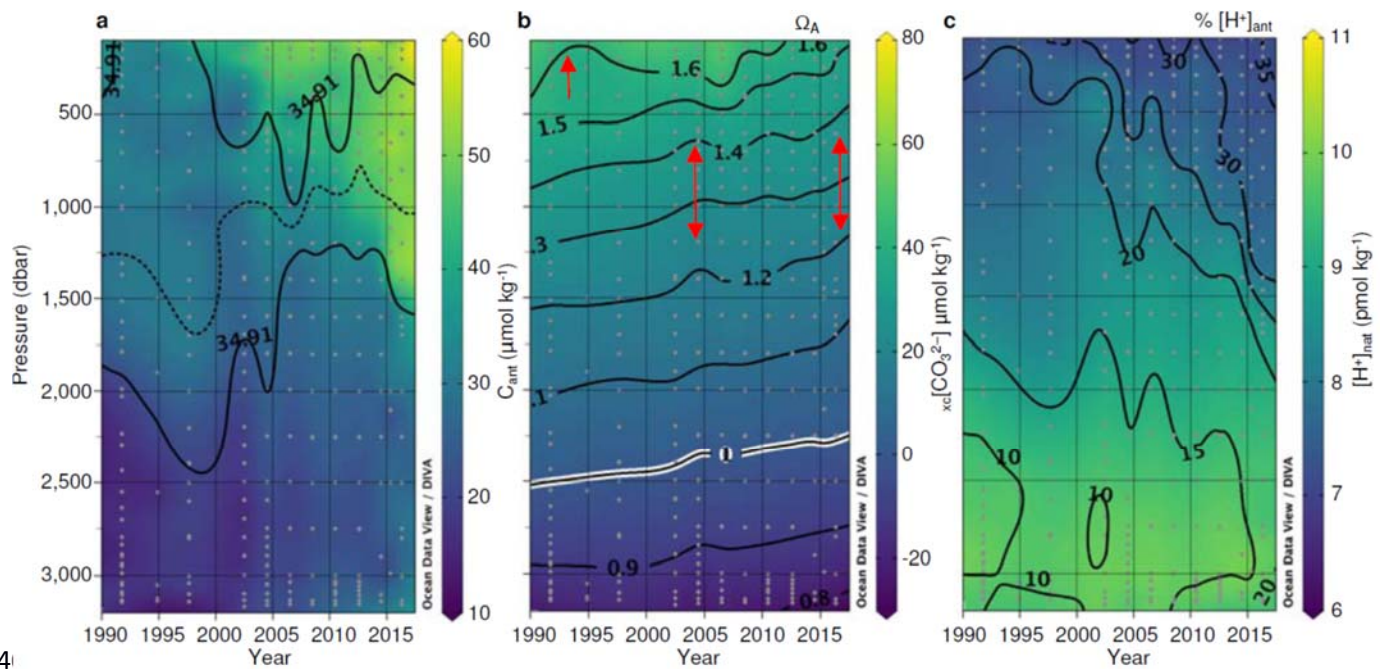 a
34.91
34.91
34.91
Pressure (dbar)
500
1,000
1,500
2,000
2,500
3,000
1990 1995 2000 2005 2010 2015
Year
Ocean Data View / DIVA
60
50
40
30
20
10
C_ant (µmol kg⁻¹)
b
Ω_A
1.6
1.6
1.5
1.4
.3
1.2
.1
1
0.9
0.8
1990 1995 2000 2005 2010 2015
Year
Ocean Data View / DIVA
80
60
40
20
0
-20
xc[CO₃²⁻] µmol kg⁻¹
c
% [H⁺]ant
30
35
30
20
15
10
10
10
20
1990 1995 2000 2005 2010 2015
Year
Ocean Data View / DIVA
11
10
9
8
7
6
[H⁺]nat (pmol kg⁻¹)